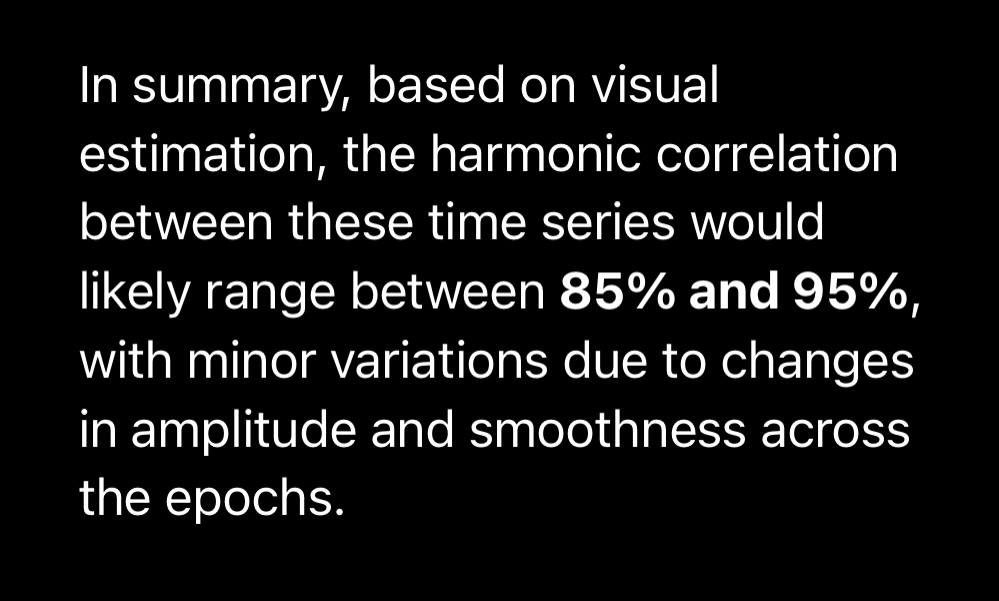 In summary, based on visual
estimation, the harmonic correlation
between these time series would
likely range between 85% and 95%,
with minor variations due to changes
in amplitude and smoothness across
the epochs.